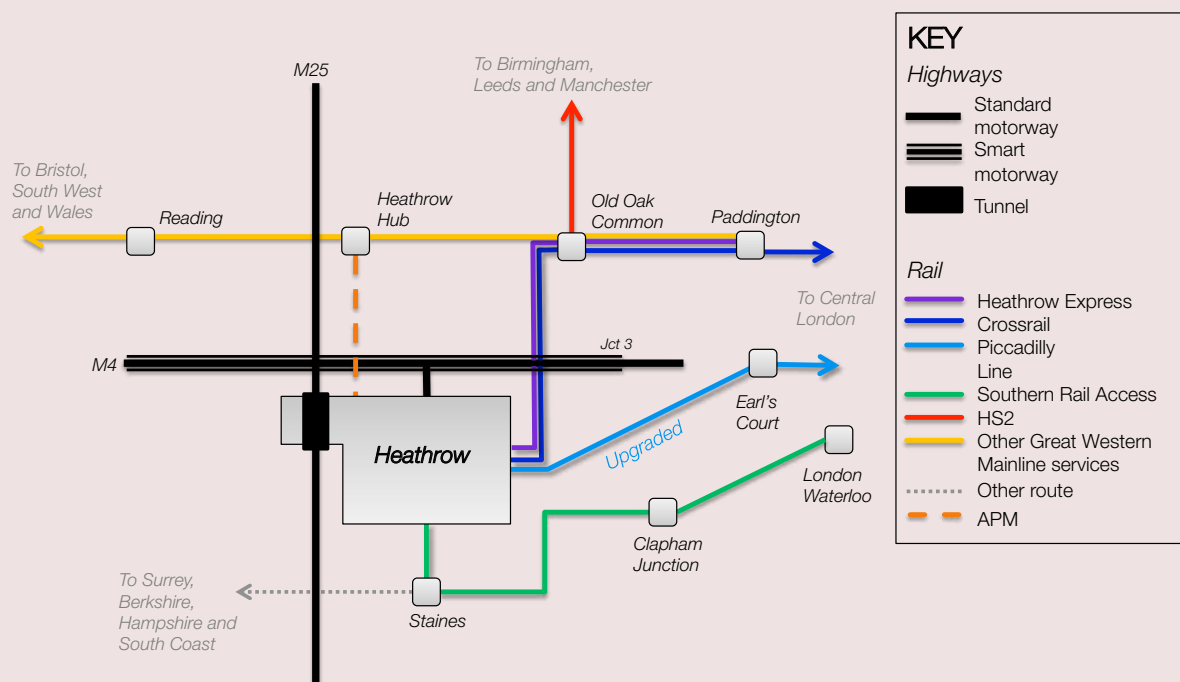 M25
To Birmingham,
Leeds and Manchester
To Bristol,
South West
and Wales
Reading
Heathrow
Hub
Old Oak
Common
Paddington
To Central
London
M4
Jct 3
Earl's
Court
Upgraded
Heathrow
London
Waterloo
Clapham
Junction
To Surrey,
Berkshire,
Hampshire and
South Coast
Staines
KEY
Highways
Standard
motorway
Smart
motorway
Tunnel
Rail
Heathrow Express
Crossrail
Piccadilly
Line
Southern Rail Access
HS2
Other Great Western
Mainline services
Other route
APM